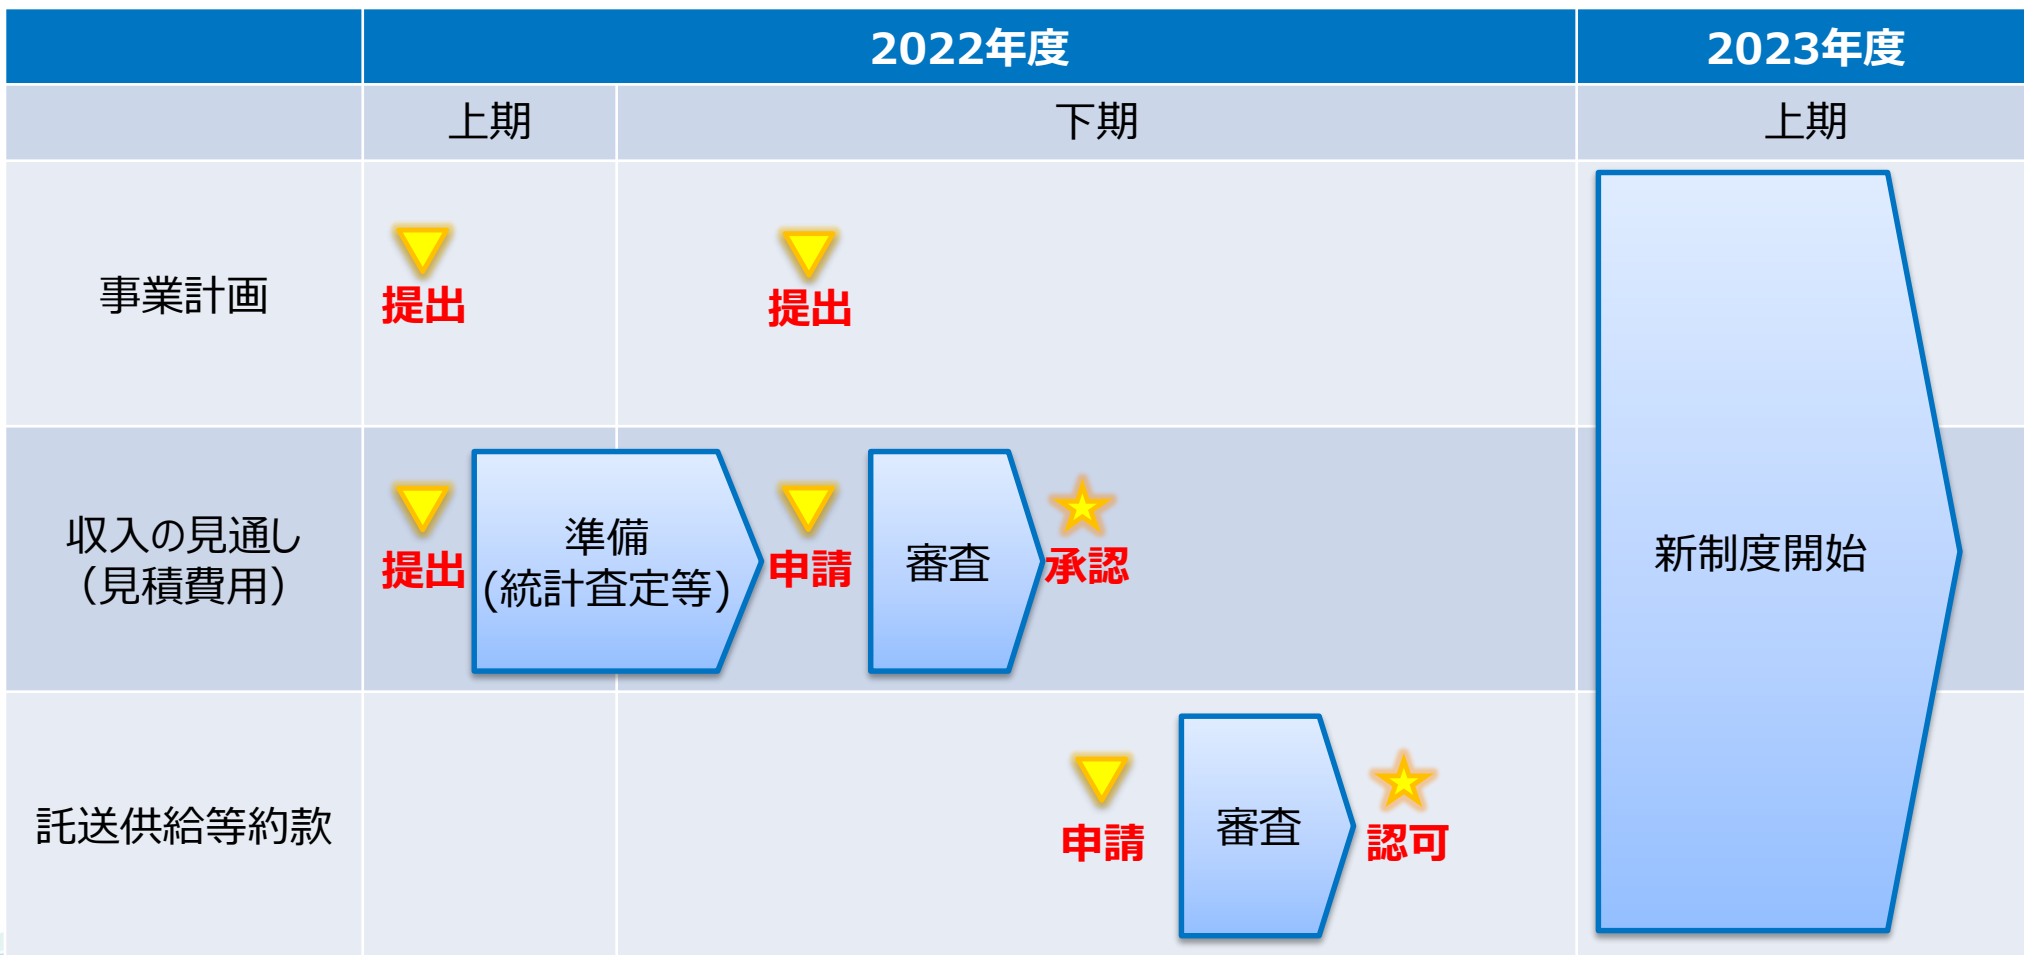 2022年度
2023年度
上期
下期
上期
事業計画
提出
提出
収入の見通し
（見積費用）
提出
準備
(統計査定等)
申請
審査
承認
新制度開始
託送供給等約款
申請
審査
認可